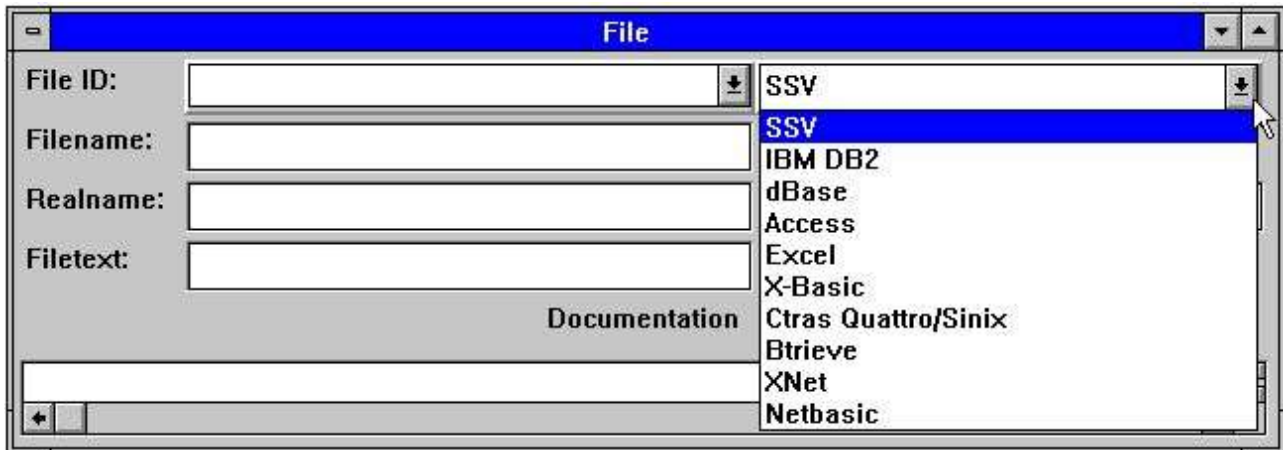 File
File ID:
SSV
Filename:
Realname:
Filetext:
Documentation
SSV
IBM DB2
dBase
Access
Excel
X-Basic
Ctras Quattro/Sinix
Btrieve
XNet
Netbasic